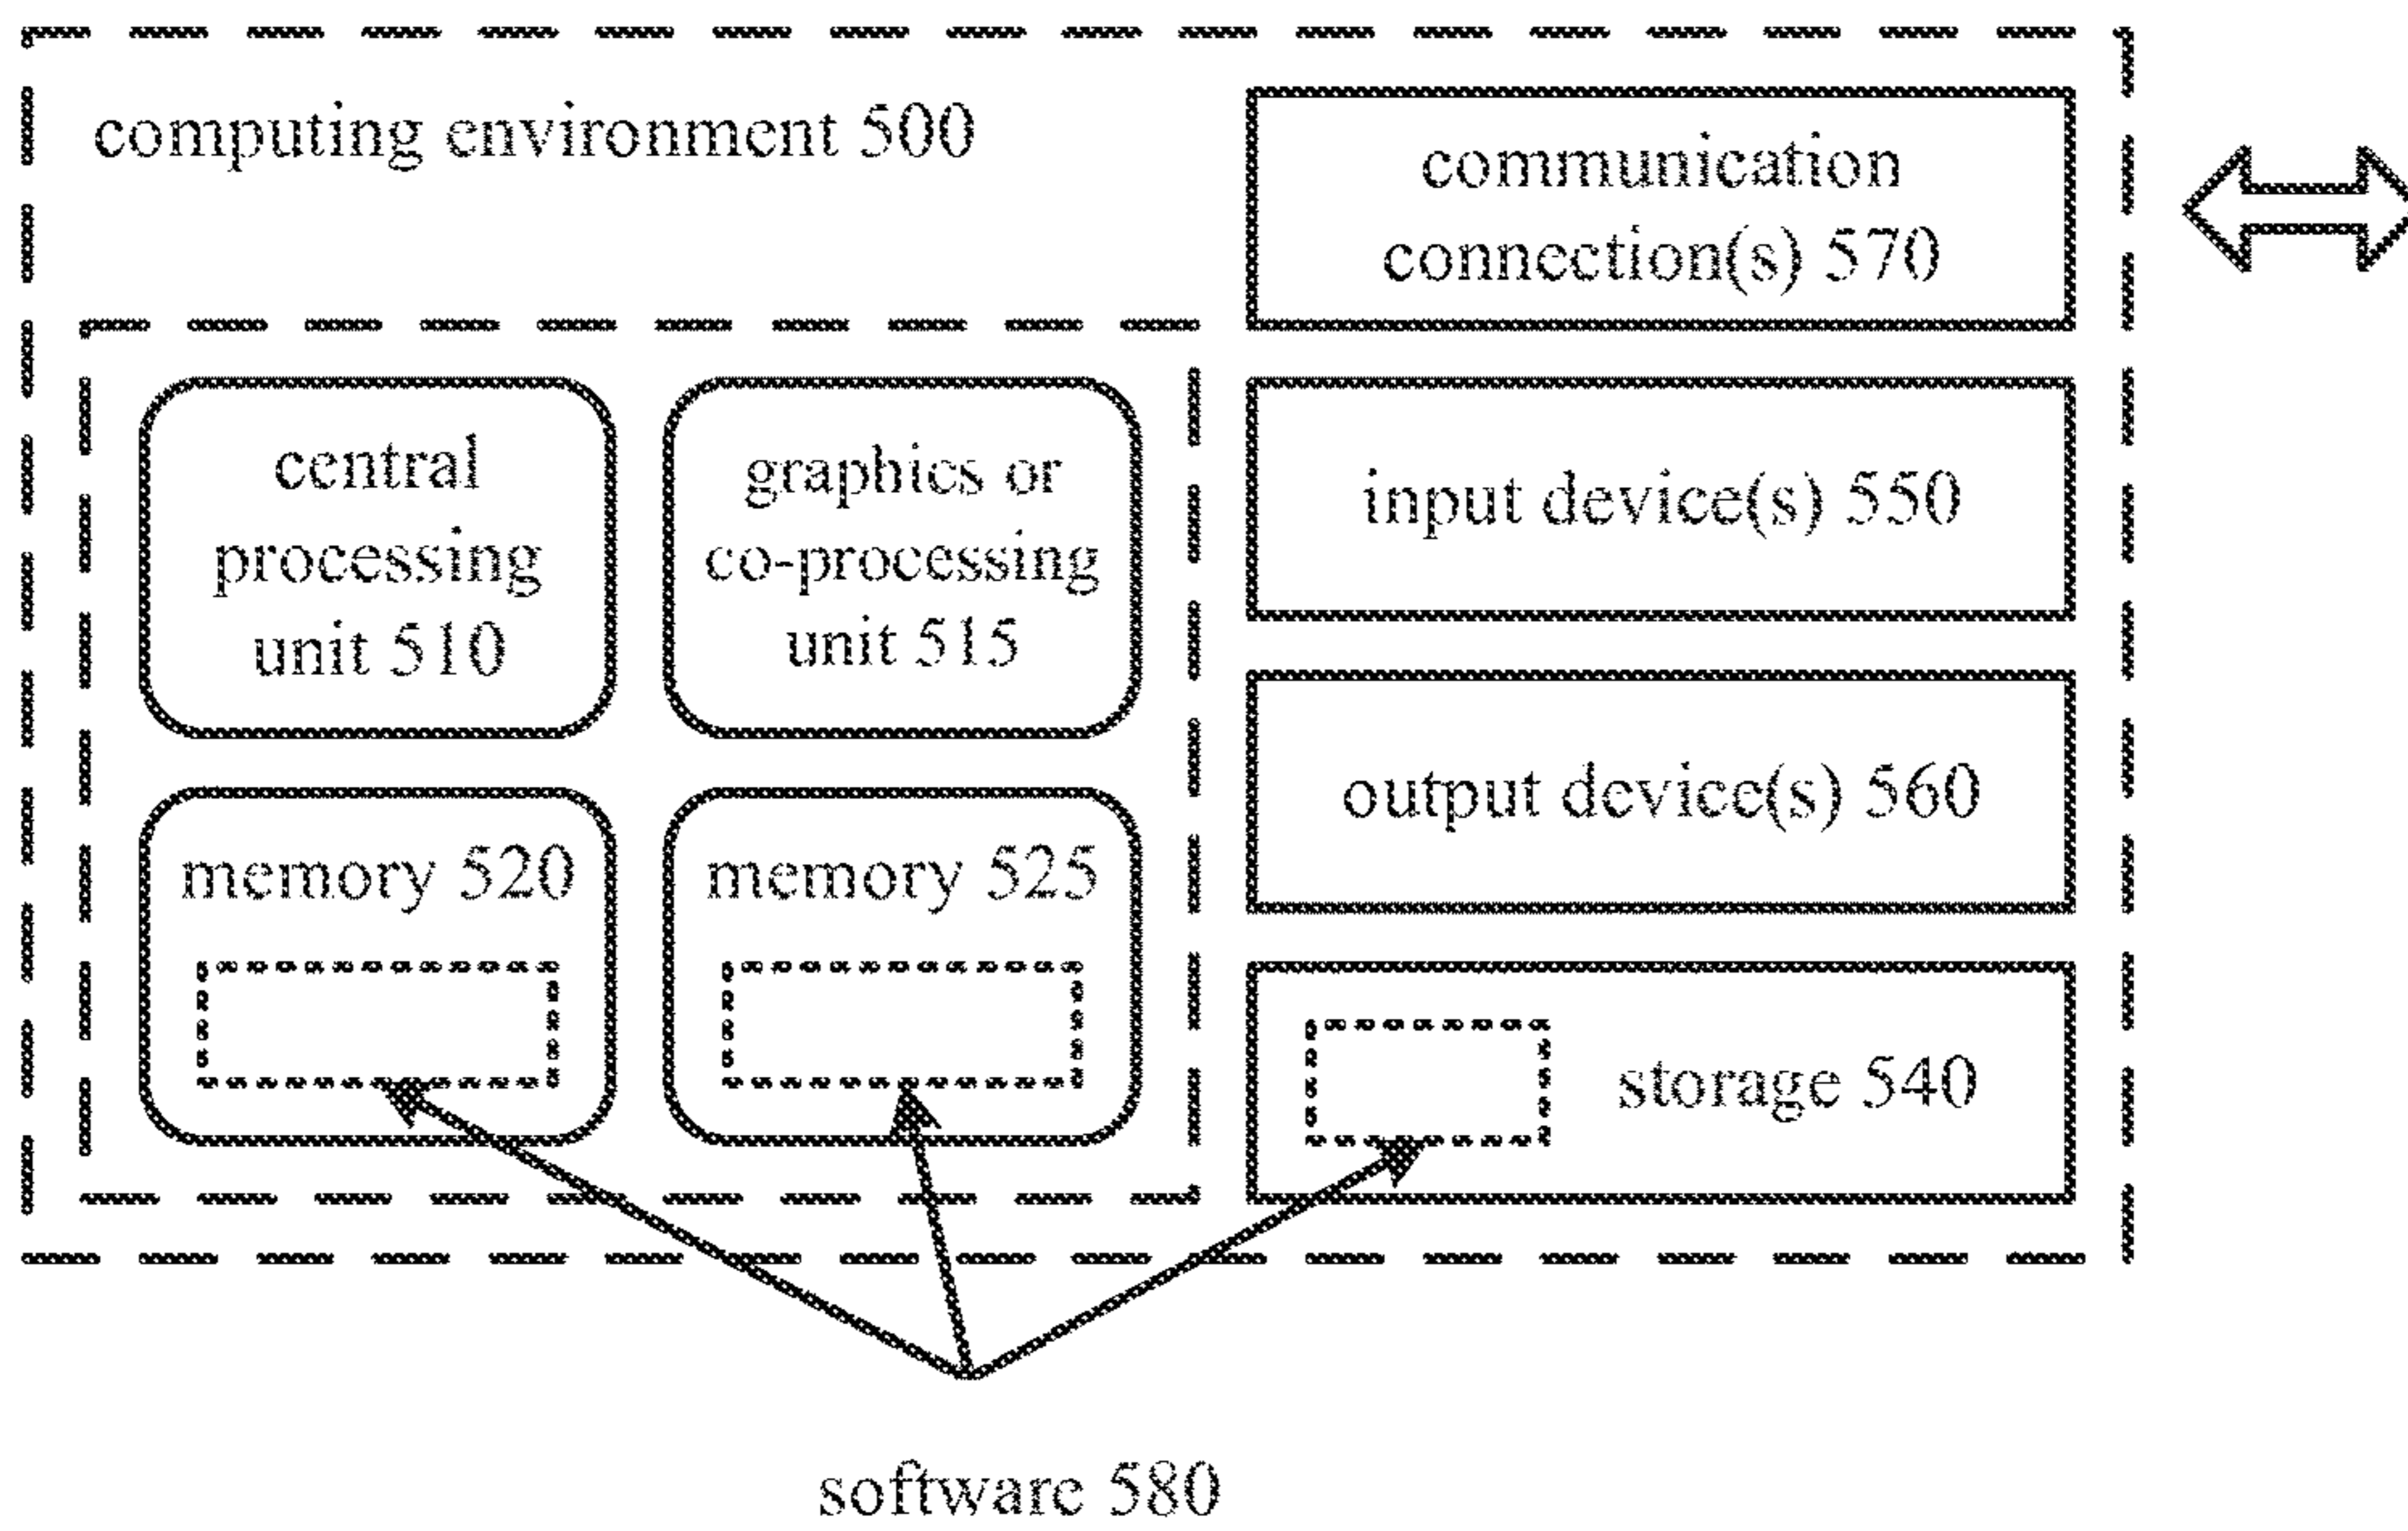 computing environment 500
communication
connection(s) 570
central
processing
unit 510
graphics or
co-processing
unit 515
input device(s) 550
output device(s) 560
memory 520
memory 525
storage 540
software 580